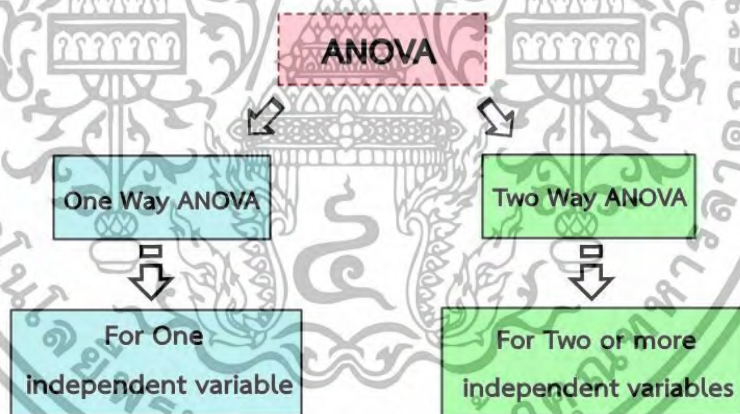 ANOVA
One Way ANOVA
Two Way ANOVA
For One
independent variable
For Two or more
independent variables